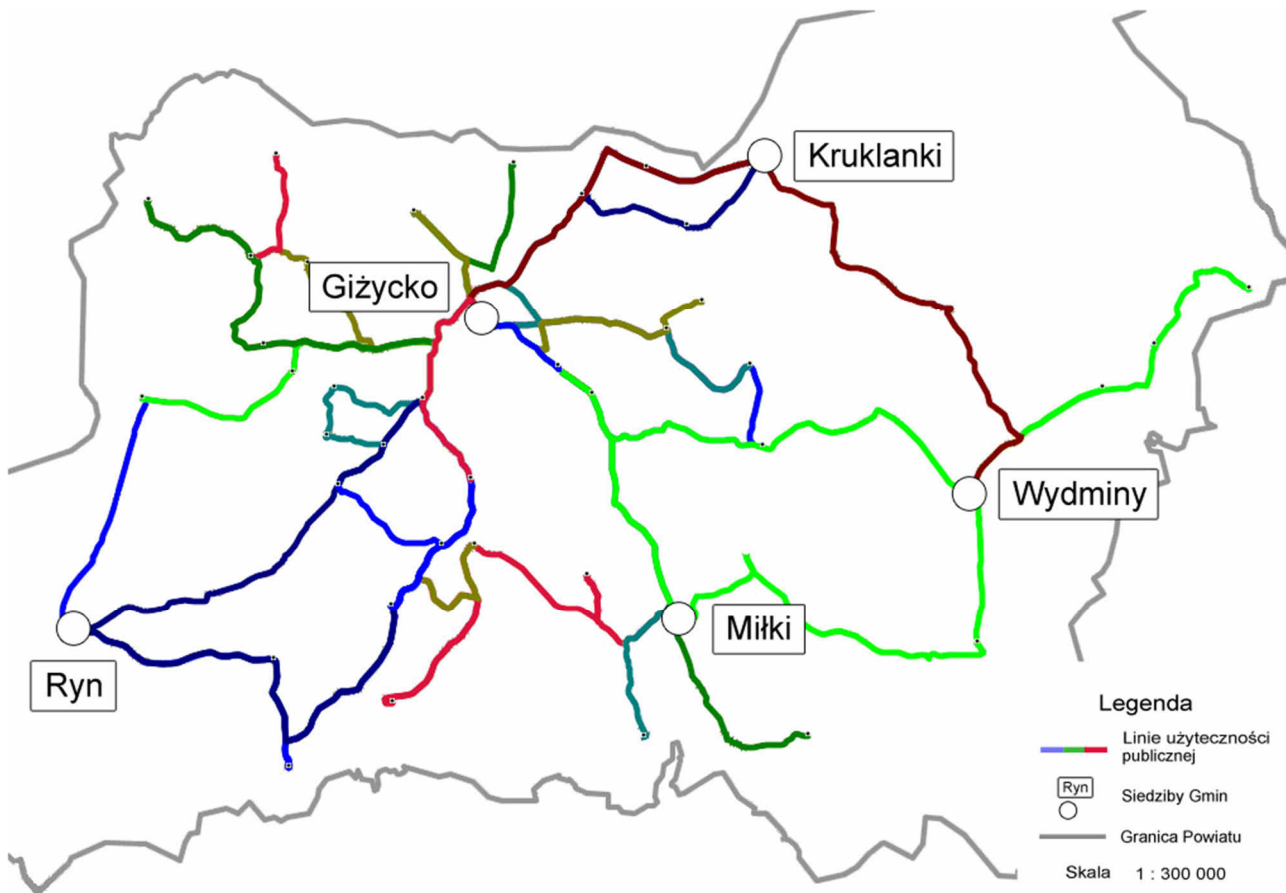 Kruklanki
Giżycko
Wydminy
Miłki
Ryn
Legenda
Linie użyteczności
publicznej
Ryn
Siedziby Gmin
Granica Powiatu
Skala 1 : 300 000